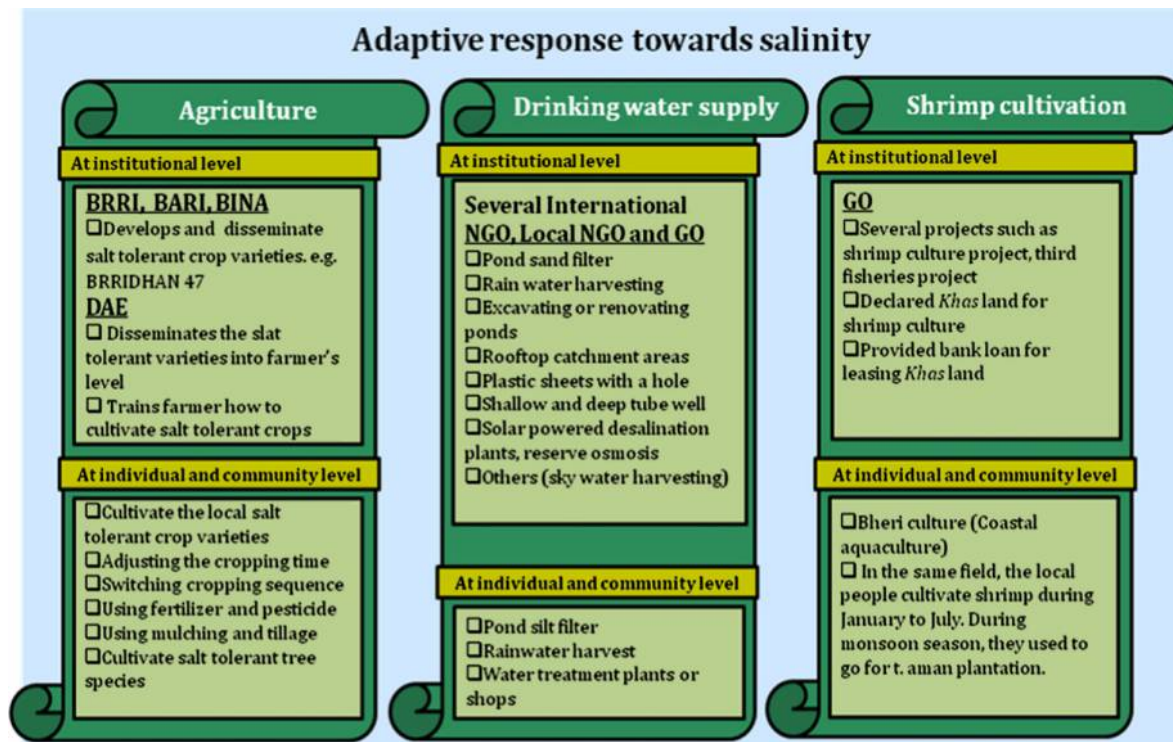 Adaptive response towards salinity
Agriculture
At institutional level
BRRI, BARI, BINA
❑Develops and disseminate
salt tolerant crop varieties. e.g.
BRRIDHAN 47
DAE
❑ Disseminates the slat
tolerant varieties into farmer's
level
❑ Trains farmer how to
cultivate salt tolerant crops
At individual and community level
❑Cultivate the local salt
tolerant crop varieties
❑Adjusting the cropping time
❑Switching cropping sequence
❑Using fertilizer and pesticide
❑Using mulching and tillage
❑Cultivate salt tolerant tree
species
Drinking water supply
At institutional level
Several International
NGO, Local NGO and GO
❑Pond sand filter
❑Rain water harvesting
❑Excavating or renovating
ponds
❑Rooftop catchment areas
❑Plastic sheets with a hole
❑Shallow and deep tube well
❑Solar powered desalination
plants, reserve osmosis
❑Others (sky water harvesting)
At individual and community level
❑Pond silt filter
❑Rainwater harvest
❑Water treatment plants or
shops
Shrimp cultivation
At institutional level
GO
❑Several projects such as
shrimp culture project, third
fisheries project
❑Declared Khas land for
shrimp culture
❑Provided bank loan for
leasing Khas land
At individual and community level
❑Bheri culture (Coastal
aquaculture)
❑ In the same field, the local
people cultivate shrimp during
January to July. During
monsoon season, they used to
go for t. aman plantation.